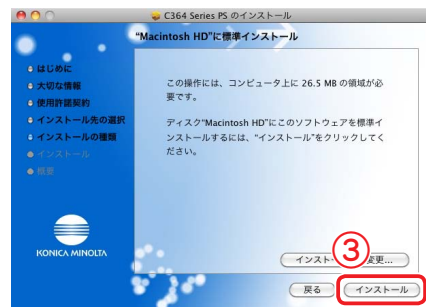 C364 Series PS のインストール
"Macintosh HD"に標準インストール
はじめに
大切な情報
使用許諾契約
インストール先の選択
インストールの種類
インストール
概要
この操作には、コンピュータ上に 26.5 MB の領域が必
要です。
ディスク"Macintosh HD"にこのソフトウェアを標準イ
ンストールするには、"インストール"をクリックしてく
ださい。
KONICA MINOLTA
インスト
③
変更...
戻る
インストール